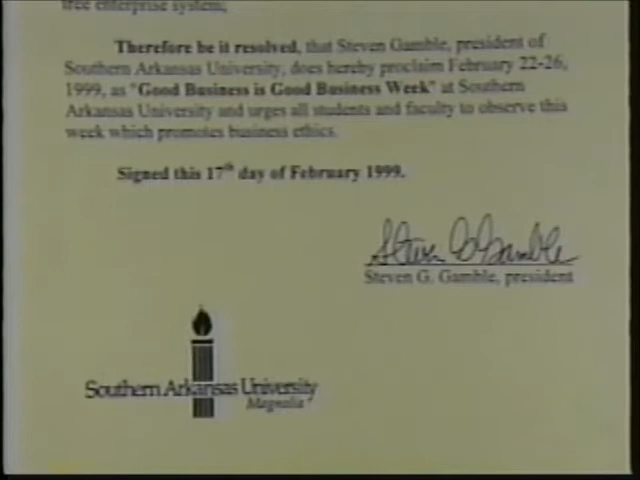 free enterprise system;
Therefore be it resolved, that Steven Gamble, president of
Southern Arkansas University, does hereby proclaim February 22-26,
1999, as "Good Business is Good Business Week" at Southern
Arkansas University and urges all students and faculty to observe this
week which promotes business ethics.
Signed this 17th day of February 1999.
Steven G Gamble
Steven G. Gamble, president
Southern Arkansas University
Magnolia